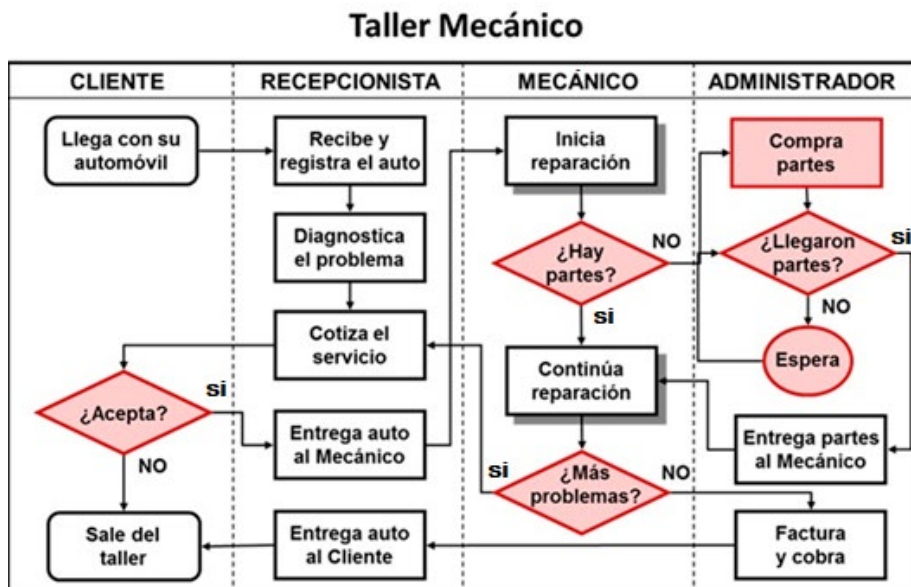 Taller Mecánico
CLIENTE
RECEPCIONISTA
MECÁNICO
ADMINISTRADOR
Llega con su
automóvil
Recibe y
registra el auto
Inicia
reparación
Compra
partes
Diagnostica
el problema
¿Hay
partes?
NO
¿Llegaron
partes?
si
si
NO
Cotiza el
servicio
Continúa
reparación
Espera
¿Acepta?
si
NO
Entrega auto
al Mecánico
si
¿Más
problemas?
NO
Entrega partes
al Mecánico
Sale del
taller
Entrega auto
al Cliente
Factura
y cobra